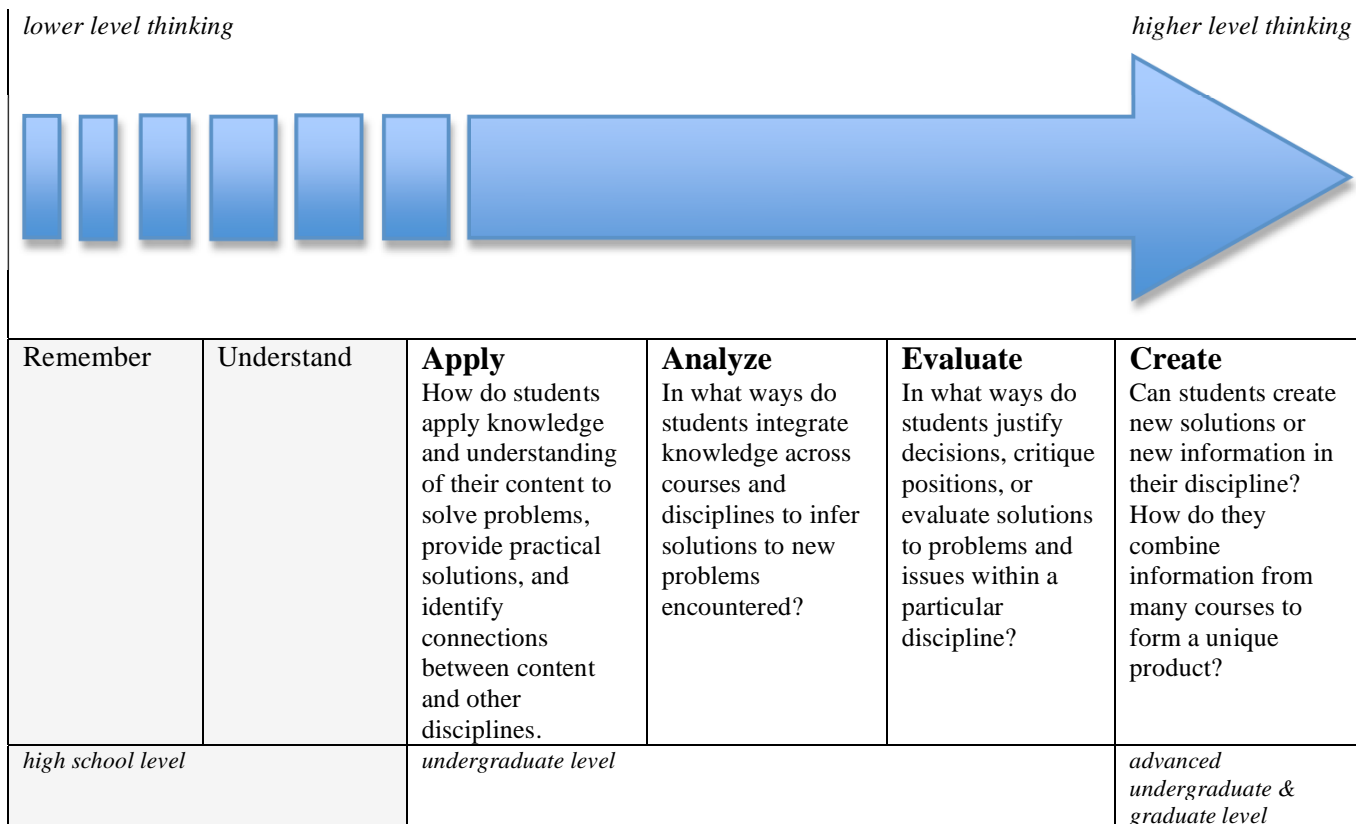 lower level thinking
higher level thinking
Remember
Understand
Apply
How do students
apply knowledge
and understanding
of their content to
solve problems,
provide practical
solutions, and
identify
connections
between content
and other
disciplines.
Analyze
In what ways do
students integrate
knowledge across
courses and
disciplines to infer
solutions to new
problems
encountered?
Evaluate
In what ways do
students justify
decisions, critique
positions, or
evaluate solutions
to problems and
issues within a
particular
discipline?
Create
Can students create
new solutions or
new information in
their discipline?
How do they
combine
information from
many courses to
form a unique
product?
high school level
undergraduate level
advanced
undergraduate &
graduate level